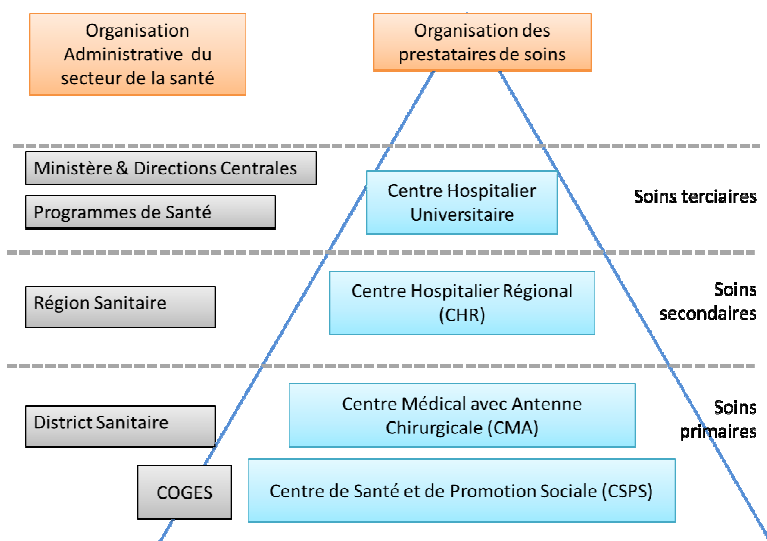 Organisation
Administrative du
secteur de la santé
Organisation des
prestataires de soins
Ministère & Directions Centrales
Programmes de Santé
Centre Hospitalier
Universitaire
Soins terciaires
Région Sanitaire
Centre Hospitalier Régional
(CHR)
Soins
secondaires
District Sanitaire
Centre Médical avec Antenne
Chirurgicale (CMA)
Soins
primaires
COGES
Centre de Santé et de Promotion Sociale (CSPS)